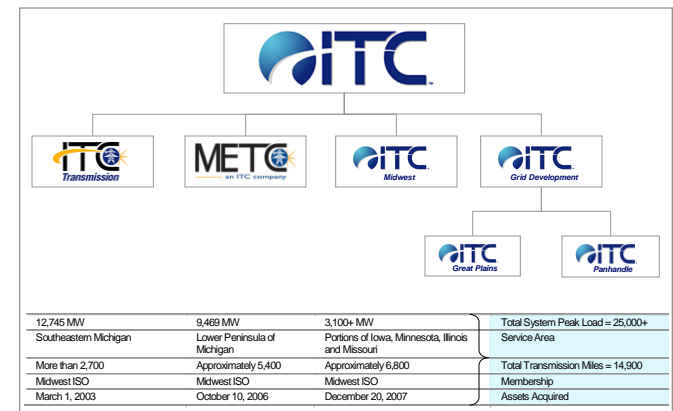 ITC
ITC
Transmission
METC
an ITC company
ITC
Midwest
ITC
Grid Development
ITC
Great Plains
ITC
Panhandle
12,745 MW 9,469 MW 3,100+ MW Total System Peak Load = 25,000+
Southeastern Michigan Lower Peninsula of Portions of Iowa, Minnesota, Illinois Service Area
Michigan and Missouri
More than 2,700 Approximately 5,400 Approximately 6,800 Total Transmission Miles = 14,900
Midwest ISO Midwest ISO Midwest ISO Membership
March 1, 2003 October 10, 2006 December 20, 2007 Assets Acquired